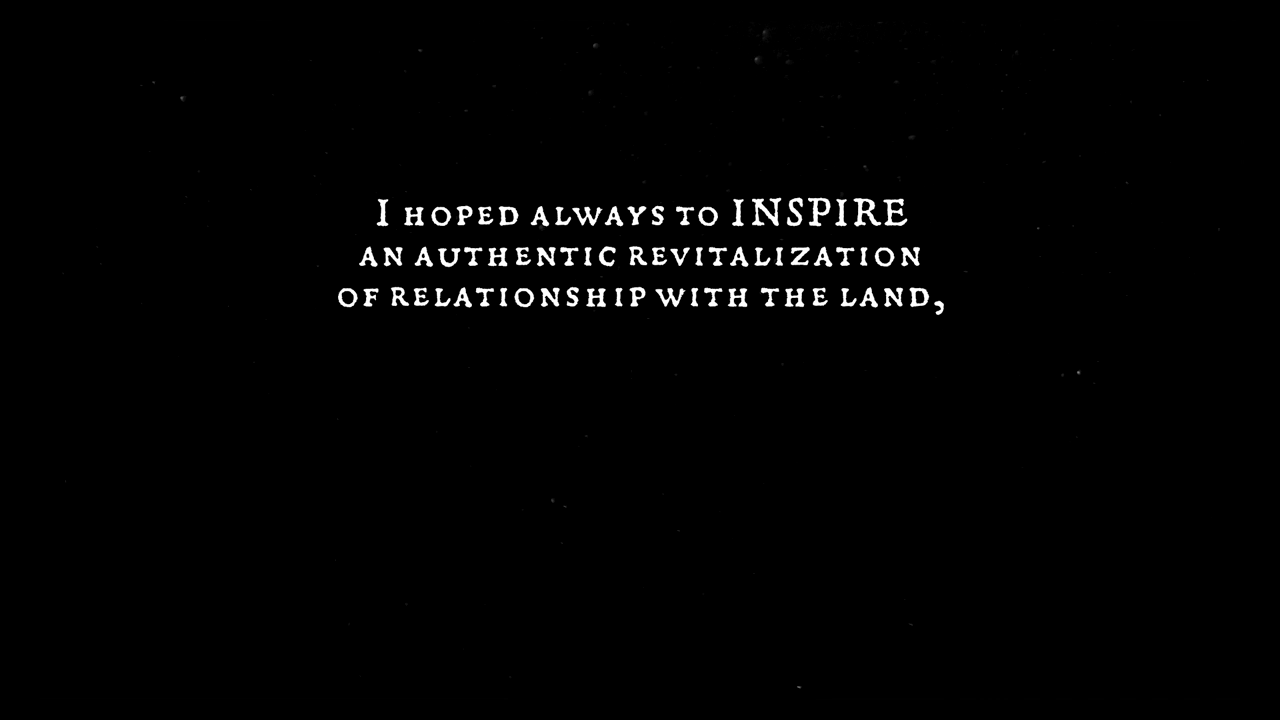 I HOPED ALWAYS TO INSPIRE
AN AUTHENTIC REVITALIZATION
OF RELATIONSHIP WITH THE LAND,